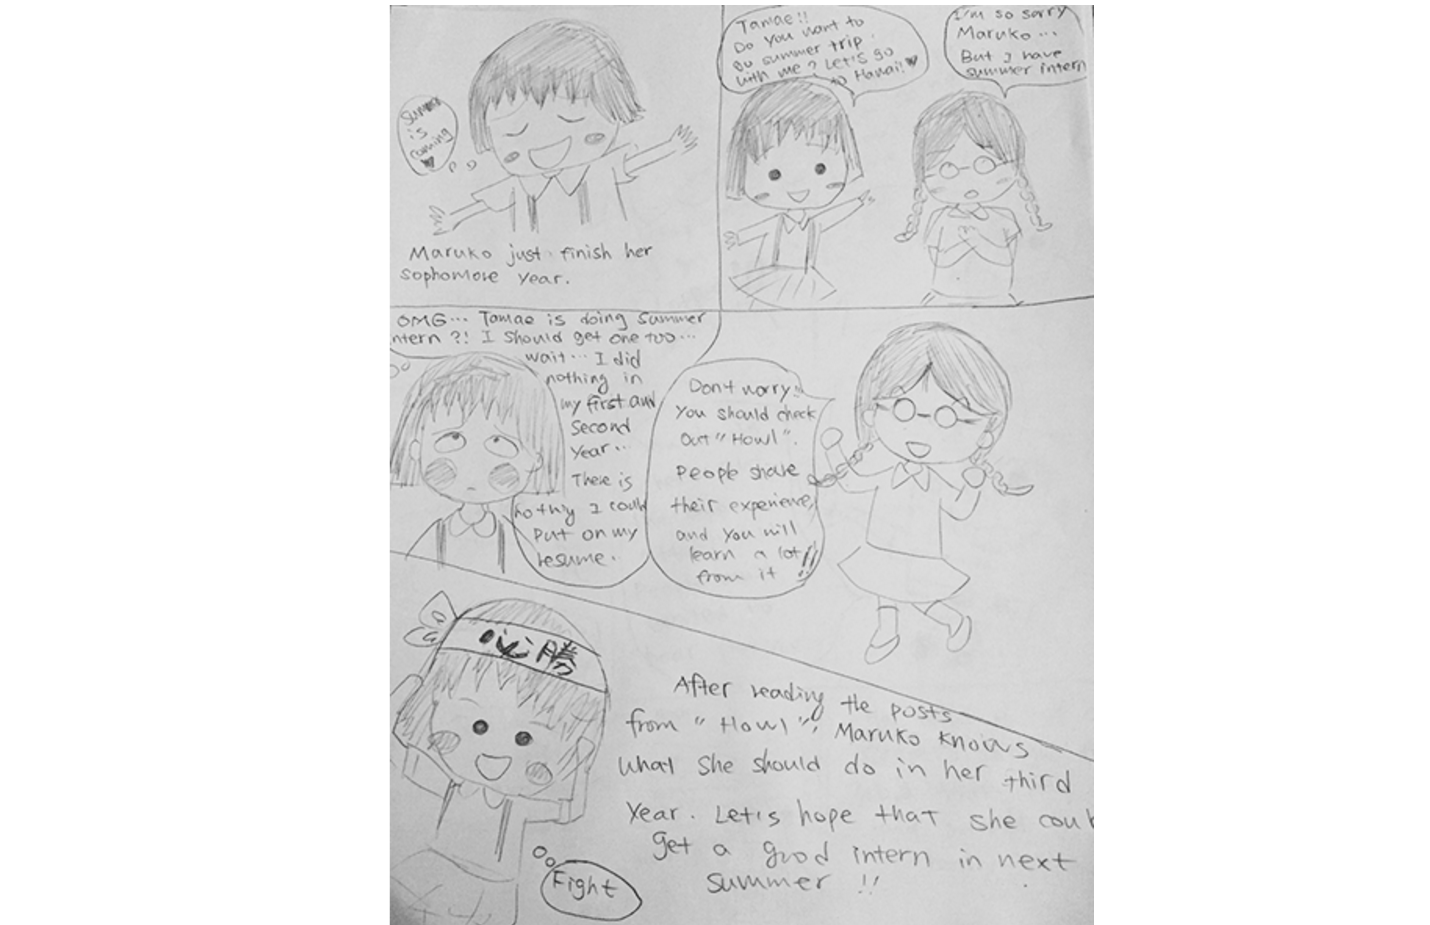 Summer
is
coming
♥
Maruko just finish her
sophomore year.
Tamae!!
Do you want to
go summer trip
with me? Let's go
to Hawaii!♥
I'm so sorry
Maruko...
But I have
summer intern
OMG... Tamae is doing summer
ntern?! I should get one too...
wait... I did
nothing in
my first and
second
year...
There is
nothing I could
put on my
resume.
Don't worry!!
You should check
out "Howl".
People share
their experience,
and you will
learn a lot
from it!!
必勝
After reading the posts
from "Howl", Maruko knows
what she should do in her third
year. Let's hope that she coul
get a good intern in next
summer!!
Fight